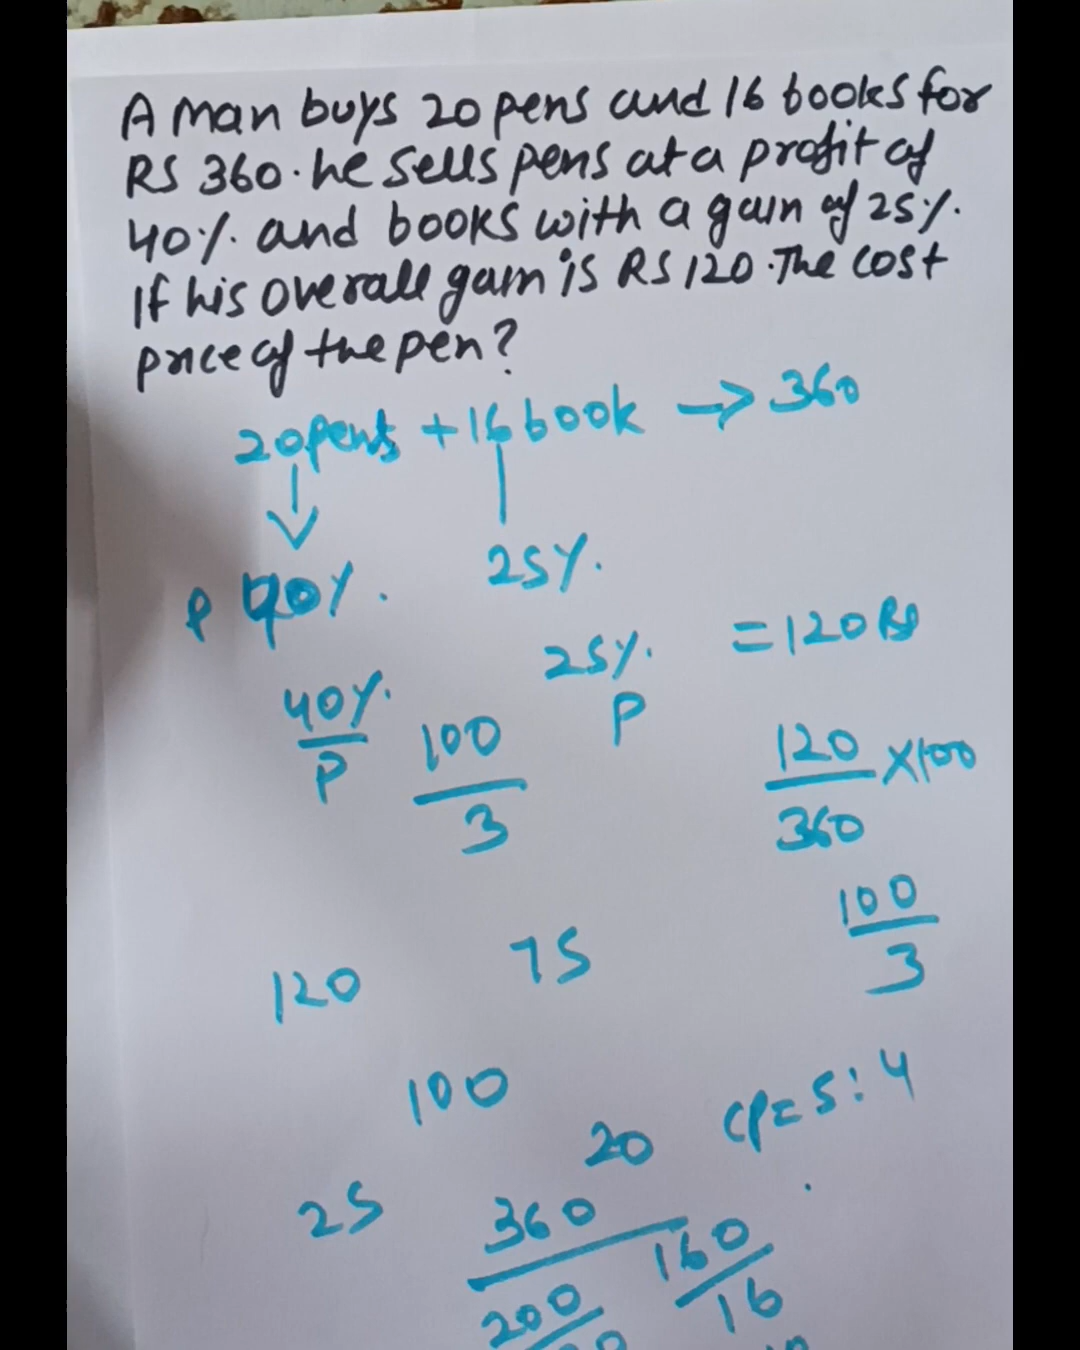 A man buys 20 pens and 16 books for
RS 360. he sells pens at a profit of
40%. and books with a gain of 25%.
If his overall gain is RS 120. The cost
price of the pen?
20pens + 16 book → 360
P 40%. 25%.
25%. = 120 Rs
40%. P
P
100
3
120 × 100
360
100
3
120 75
100
20 CP = 5:4
25
360
200 160
16